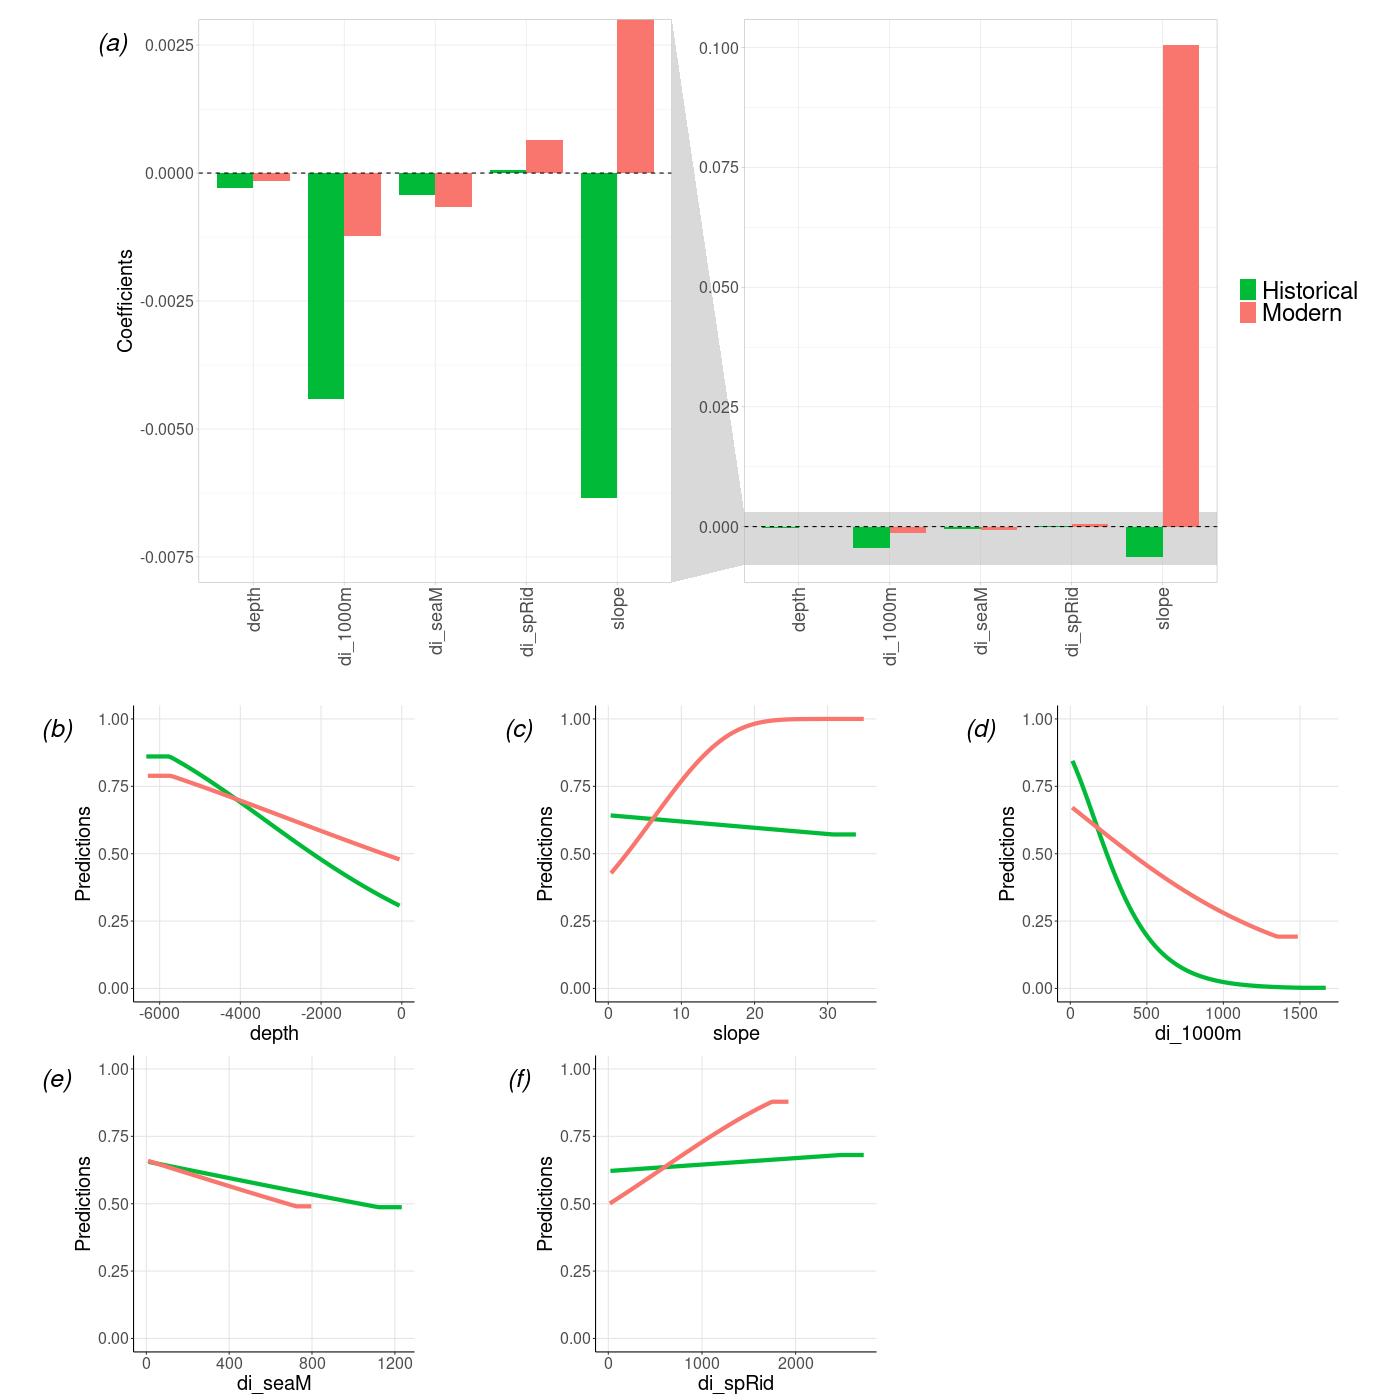 (a)
Coefficients
0.0025
0.0000
-0.0025
-0.0050
-0.0075
depth
di_1000m
di_seaM
di_spRid
slope
0.100
0.075
0.050
0.025
0.000
depth
di_1000m
di_seaM
di_spRid
slope
Historical
Modern
(b)
Predictions
1.00
0.75
0.50
0.25
0.00
-6000 -4000 -2000 0
depth
(c)
Predictions
1.00
0.75
0.50
0.25
0.00
0 10 20 30
slope
(d)
Predictions
1.00
0.75
0.50
0.25
0.00
0 500 1000 1500
di_1000m
(e)
Predictions
1.00
0.75
0.50
0.25
0.00
0 400 800 1200
di_seaM
(f)
Predictions
1.00
0.75
0.50
0.25
0.00
0 1000 2000
di_spRid